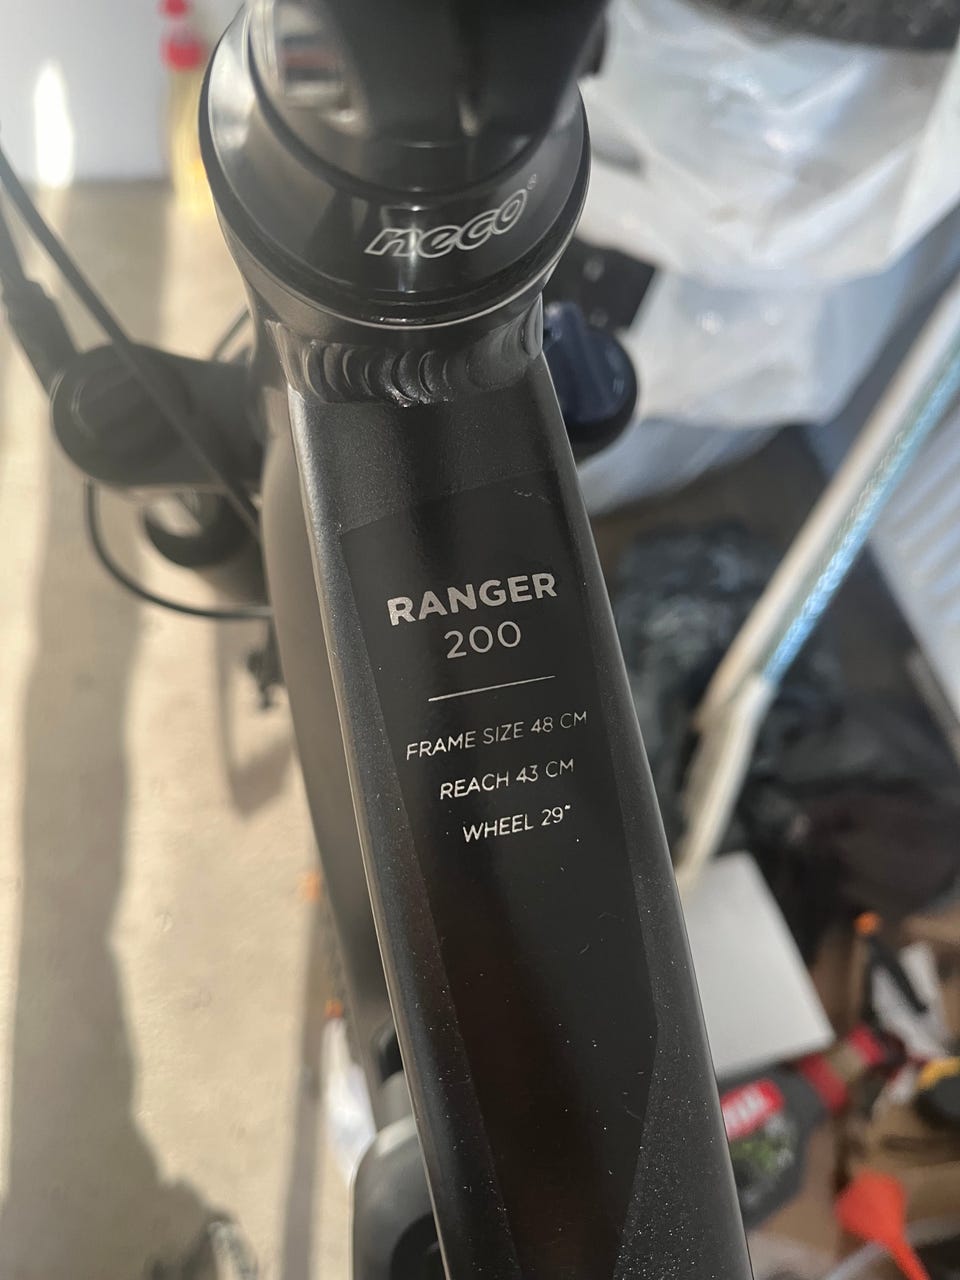 neco®
RANGER
200
FRAME SIZE 48 CM
REACH 43 CM
WHEEL 29"